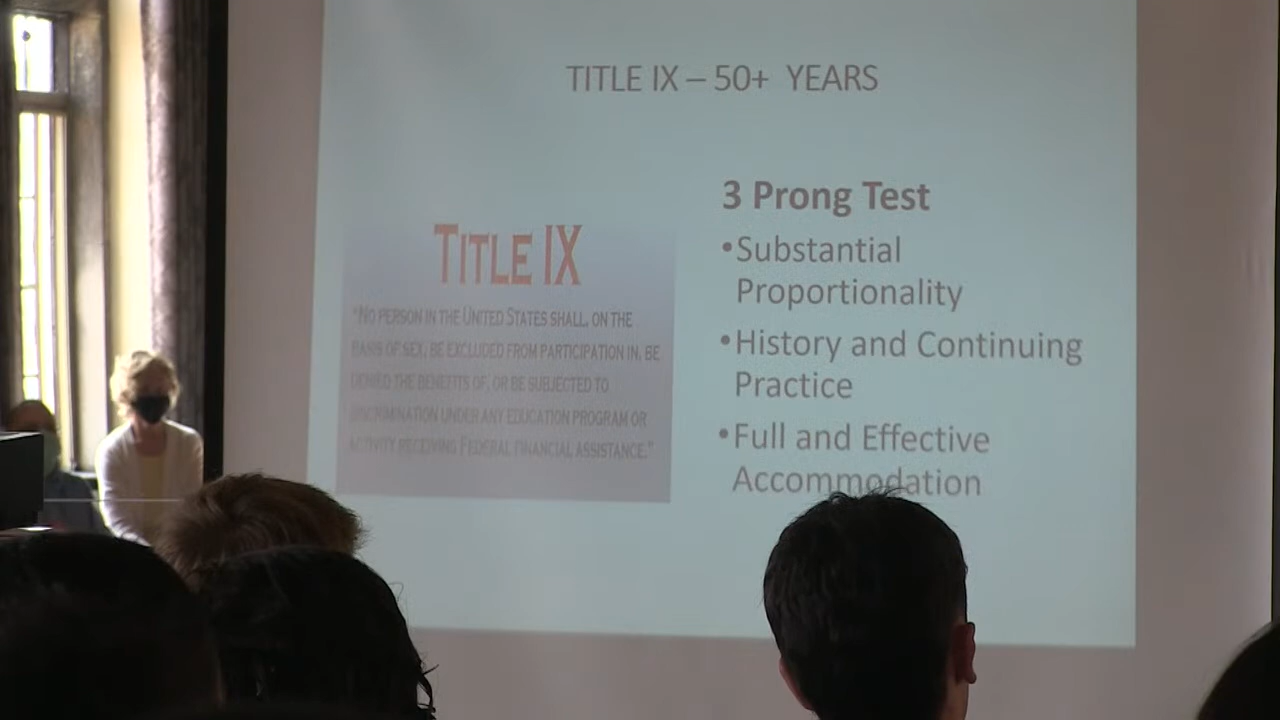 TITLE IX – 50+ YEARS
TITLE IX
"NO PERSON IN THE UNITED STATES SHALL, ON THE
BASIS OF SEX, BE EXCLUDED FROM PARTICIPATION IN, BE
DENIED THE BENEFITS OF, OR BE SUBJECTED TO
DISCRIMINATION UNDER ANY EDUCATION PROGRAM OR
ACTIVITY RECEIVING FEDERAL FINANCIAL ASSISTANCE."
3 Prong Test
•Substantial
Proportionality
•History and Continuing
Practice
•Full and Effective
Accommodation